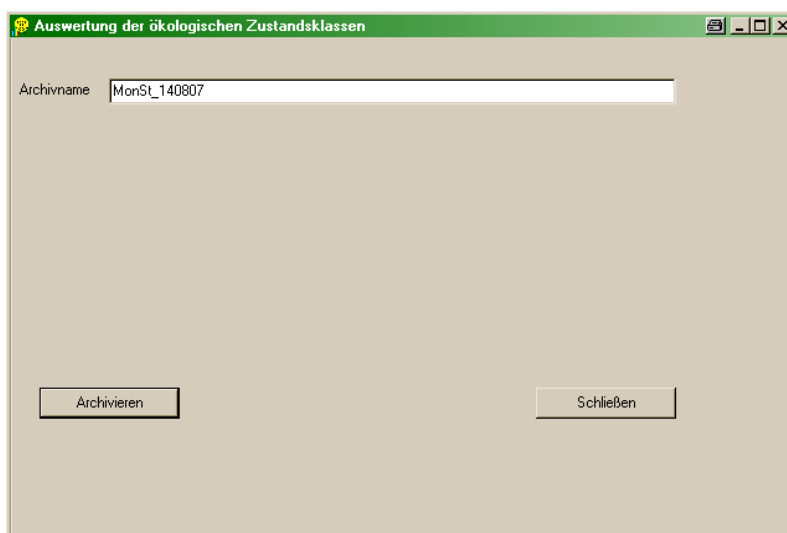 Auswertung der ökologischen Zustandsklassen
Archivname MonSt_140807
Archivieren Schließen